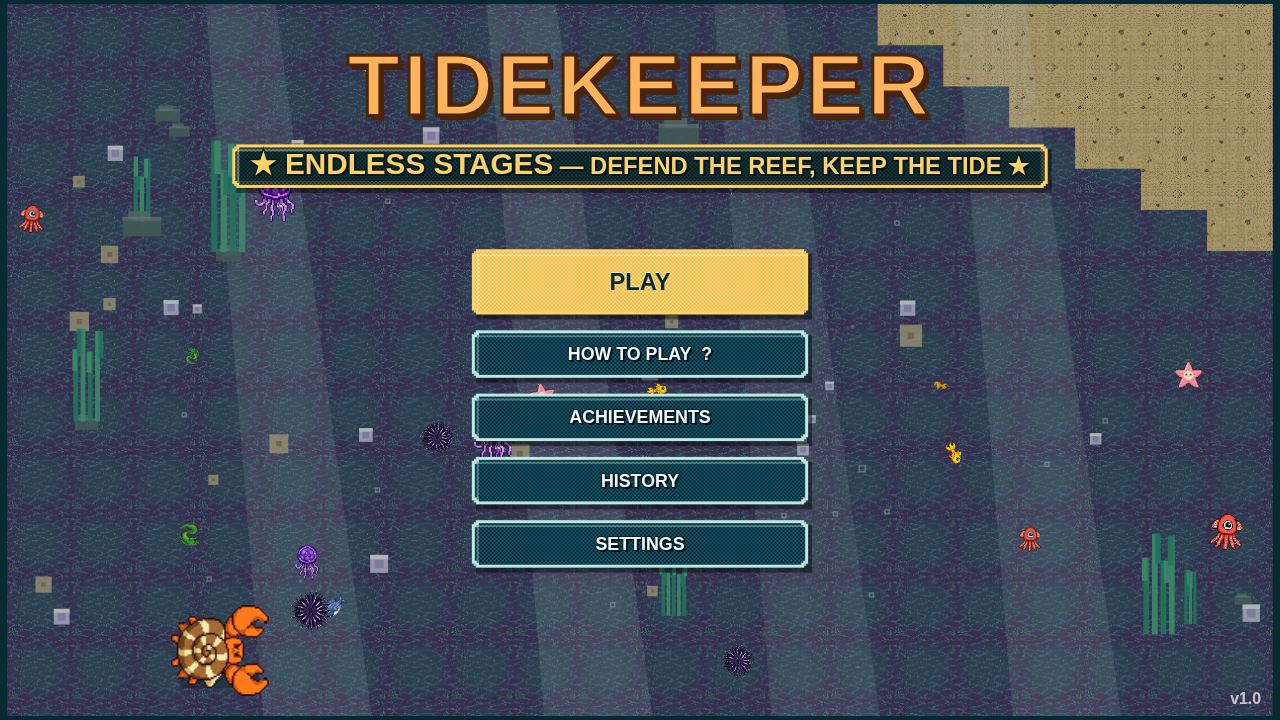 TIDEKEEPER
★ ENDLESS STAGES — DEFEND THE REEF, KEEP THE TIDE ★
PLAY
HOW TO PLAY ?
ACHIEVEMENTS
HISTORY
SETTINGS
v1.0